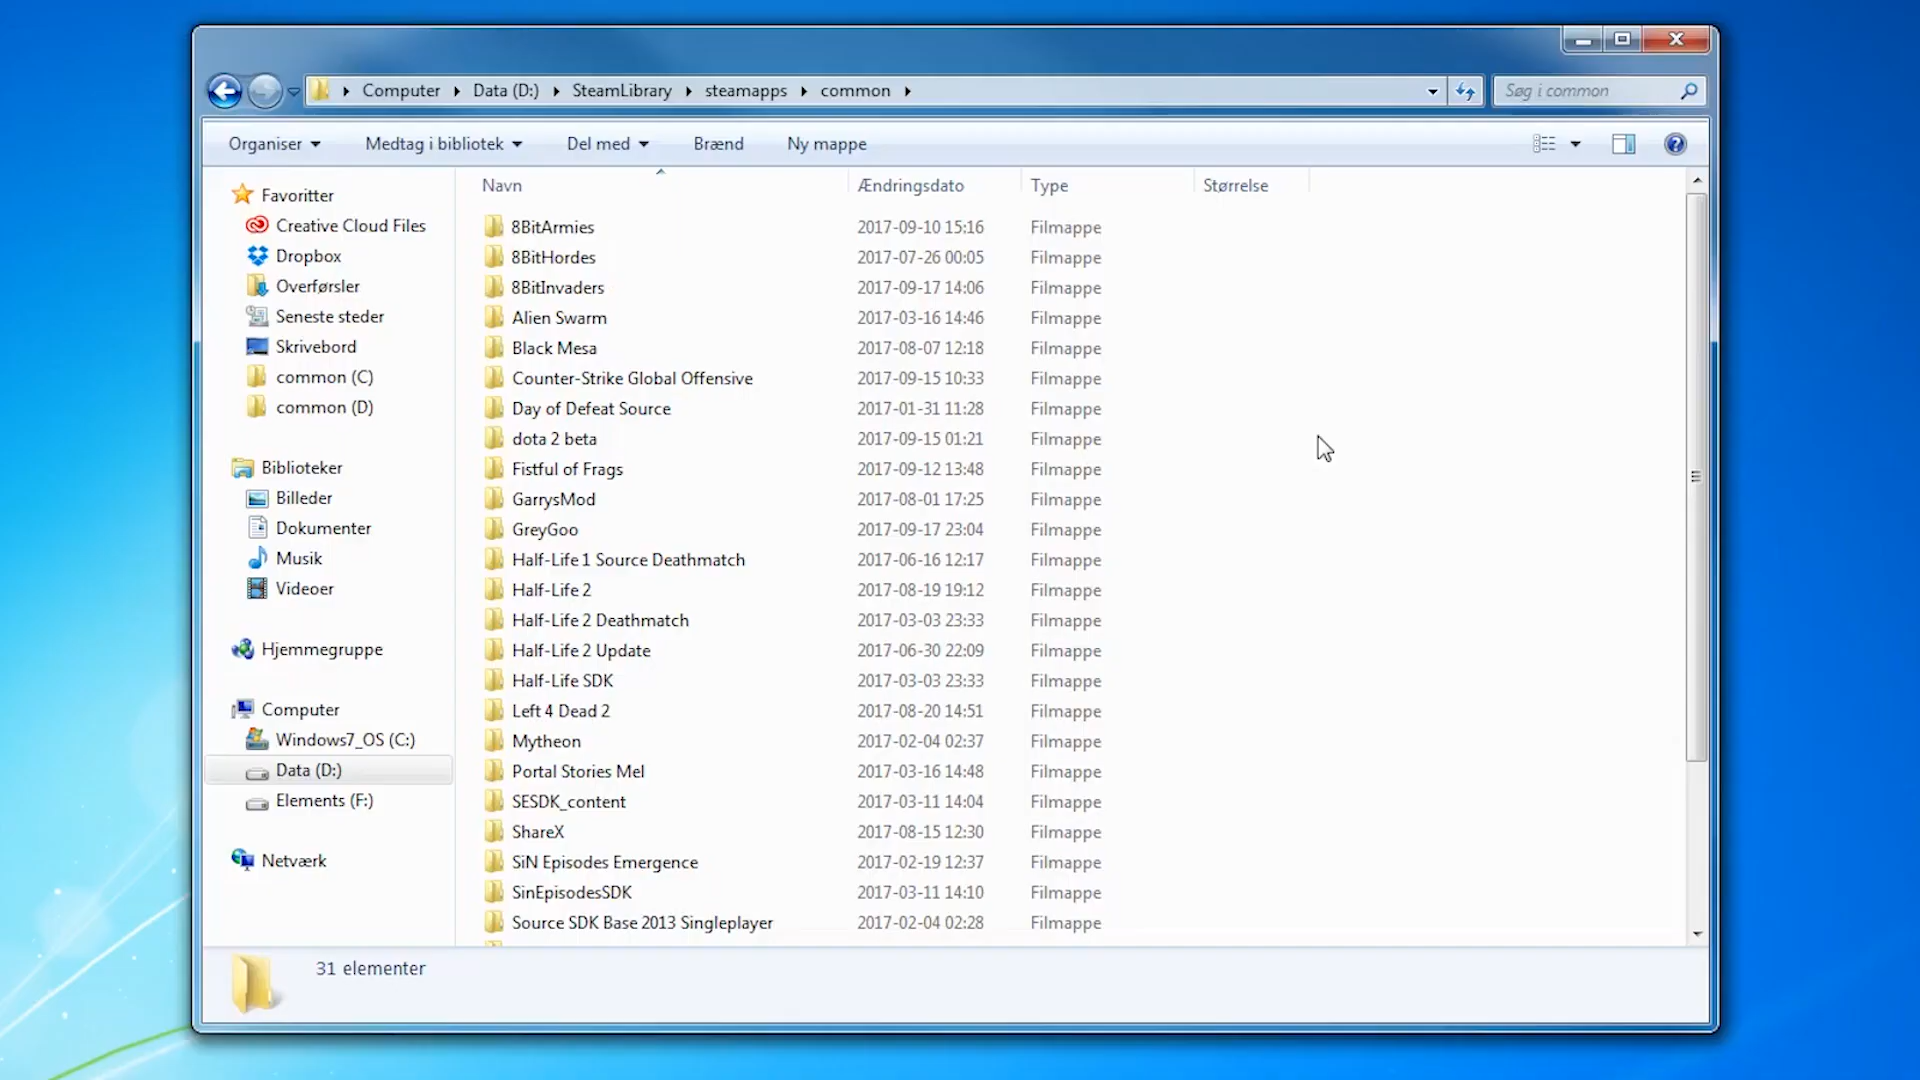 Computer Data (D:) SteamLibrary steamapps common
Søg i common
Organiser Medtag i bibliotek Del med Brænd Ny mappe
Favoritter
Creative Cloud Files
Dropbox
Overførsler
Seneste steder
Skrivebord
common (C)
common (D)
Biblioteker
Billeder
Dokumenter
Musik
Videoer
Hjemmegruppe
Computer
Windows7_OS (C:)
Data (D:)
Elements (F:)
Netværk
Navn Ændringsdato Type Størrelse
8BitArmies 2017-09-10 15:16 Filmappe
8BitHordes 2017-07-26 00:05 Filmappe
8BitInvaders 2017-09-17 14:06 Filmappe
Alien Swarm 2017-03-16 14:46 Filmappe
Black Mesa 2017-08-07 12:18 Filmappe
Counter-Strike Global Offensive 2017-09-15 10:33 Filmappe
Day of Defeat Source 2017-01-31 11:28 Filmappe
dota 2 beta 2017-09-15 01:21 Filmappe
Fistful of Frags 2017-09-12 13:48 Filmappe
GarrysMod 2017-08-01 17:25 Filmappe
GreyGoo 2017-09-17 23:04 Filmappe
Half-Life 1 Source Deathmatch 2017-06-16 12:17 Filmappe
Half-Life 2 2017-08-19 19:12 Filmappe
Half-Life 2 Deathmatch 2017-03-03 23:33 Filmappe
Half-Life 2 Update 2017-06-30 22:09 Filmappe
Half-Life SDK 2017-03-03 23:33 Filmappe
Left 4 Dead 2 2017-08-20 14:51 Filmappe
Mytheon 2017-02-04 02:37 Filmappe
Portal Stories Mel 2017-03-16 14:48 Filmappe
SESDK_content 2017-03-11 14:04 Filmappe
ShareX 2017-08-15 12:30 Filmappe
SiN Episodes Emergence 2017-02-19 12:37 Filmappe
SinEpisodesSDK 2017-03-11 14:10 Filmappe
Source SDK Base 2013 Singleplayer 2017-02-04 02:28 Filmappe
31 elementer